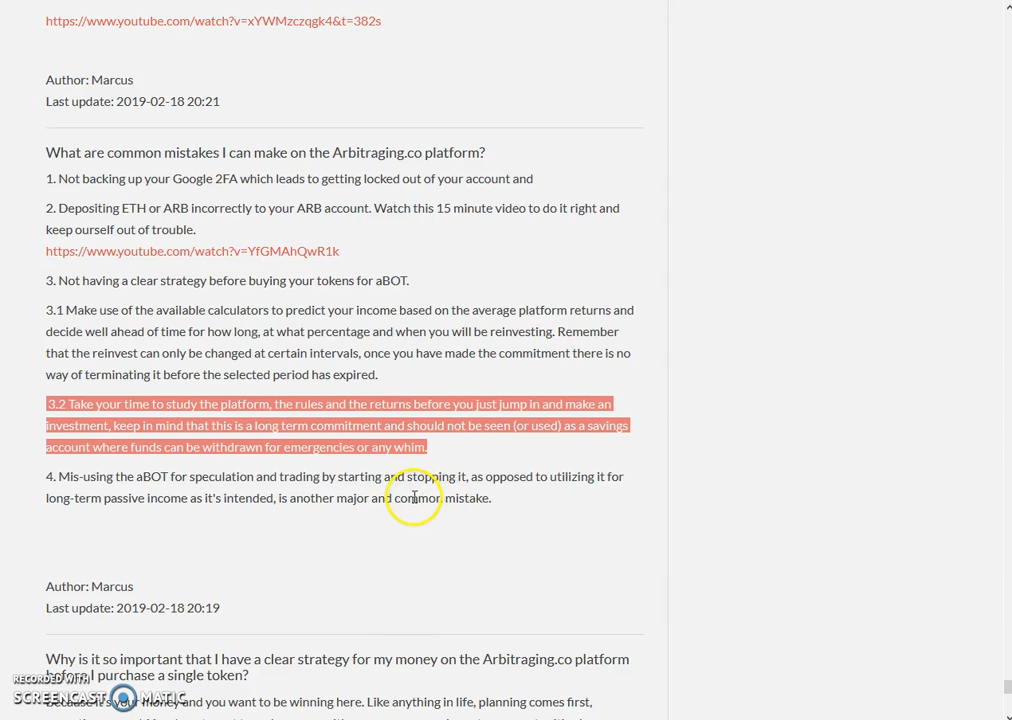 https://www.youtube.com/watch?v=xYWMzczqgk4&t=382s
Author: Marcus
Last update: 2019-02-18 20:21
What are common mistakes I can make on the Arbitraging.co platform?
1. Not backing up your Google 2FA which leads to getting locked out of your account and
2. Depositing ETH or ARB incorrectly to your ARB account. Watch this 15 minute video to do it right and
keep ourself out of trouble.
https://www.youtube.com/watch?v=YfGMAhQwR1k
3. Not having a clear strategy before buying your tokens for aBOT.
3.1 Make use of the available calculators to predict your income based on the average platform returns and
decide well ahead of time for how long, at what percentage and when you will be reinvesting. Remember
that the reinvest can only be changed at certain intervals, once you have made the commitment there is no
way of terminating it before the selected period has expired.
3.2 Take your time to study the platform, the rules and the returns before you just jump in and make an
investment, keep in mind that this is a long term commitment and should not be seen (or used) as a savings
account where funds can be withdrawn for emergencies or any whim.
4. Mis-using the aBOT for speculation and trading by starting and stopping it, as opposed to utilizing it for
long-term passive income as it's intended, is another major and common mistake.
Author: Marcus
Last update: 2019-02-18 20:19
Why is it so important that I have a clear strategy for my money on the Arbitraging.co platform
before I purchase a single token?
Because it's your money and you want to be winning here. Like anything in life, planning comes first,
RECORDED WITH
SCREENCAST MATIC